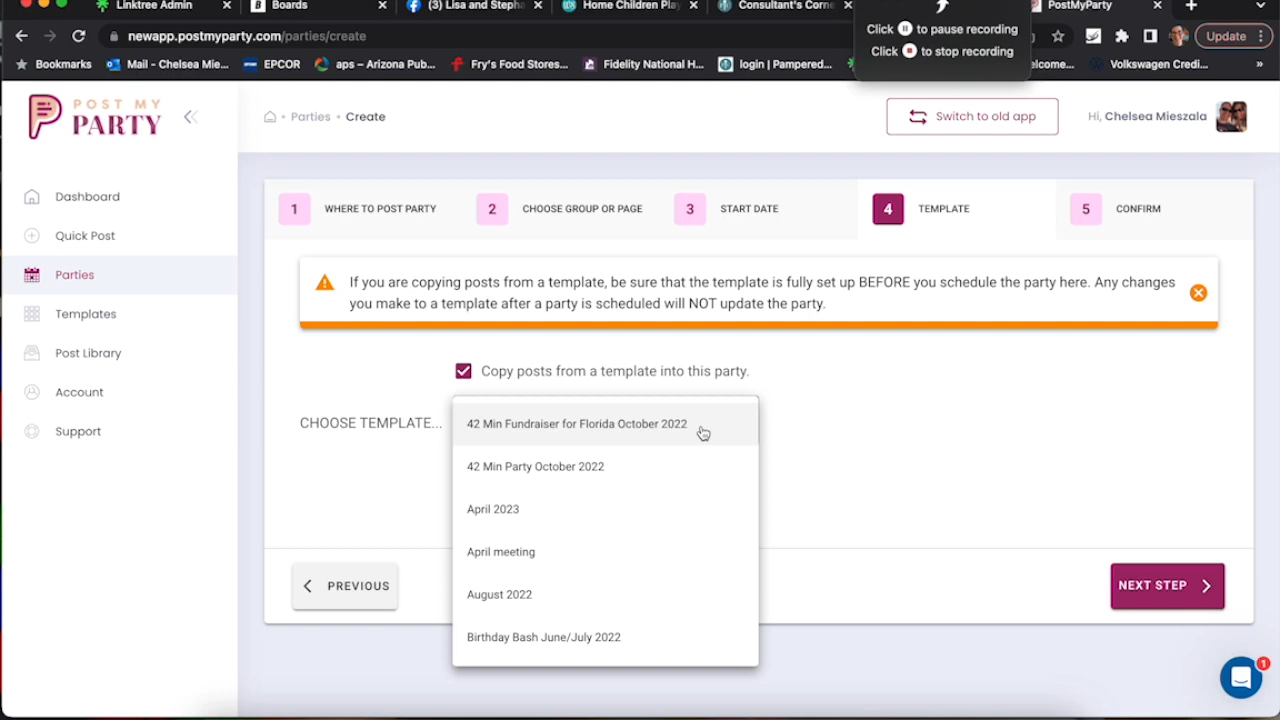 Linktree Admin
Boards
(3) Lisa and Stepha
Home Children Play
Consultant's Corne
PostMyParty
Click to pause recording
Click to stop recording
newapp.postmyparty.com/parties/create
Update
Bookmarks
Mail - Chelsea Mie...
EPCOR
aps – Arizona Pub...
Fry's Food Stores...
Fidelity National H...
login | Pampered...
elcome...
Volkswagen Credi...
»
POST MY
PARTY
Parties • Create
Switch to old app
Hi, Chelsea Mieszala
Dashboard
Quick Post
Parties
Templates
Post Library
Account
Support
1 WHERE TO POST PARTY
2 CHOOSE GROUP OR PAGE
3 START DATE
4 TEMPLATE
5 CONFIRM
If you are copying posts from a template, be sure that the template is fully set up BEFORE you schedule the party here. Any changes
you make to a template after a party is scheduled will NOT update the party.
Copy posts from a template into this party.
CHOOSE TEMPLATE...
42 Min Fundraiser for Florida October 2022
42 Min Party October 2022
April 2023
April meeting
August 2022
Birthday Bash June/July 2022
PREVIOUS
NEXT STEP
1